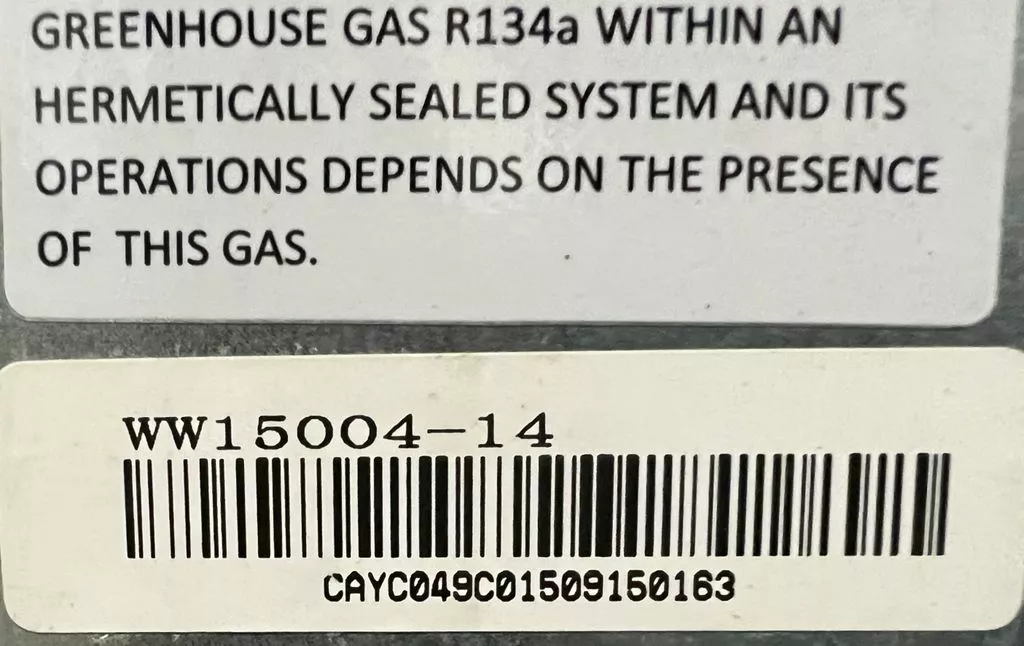 GREENHOUSE GAS R134a WITHIN AN
HERMETICALLY SEALED SYSTEM AND ITS
OPERATIONS DEPENDS ON THE PRESENCE
OF THIS GAS.
WW15004-14
CAYC049C01509150163